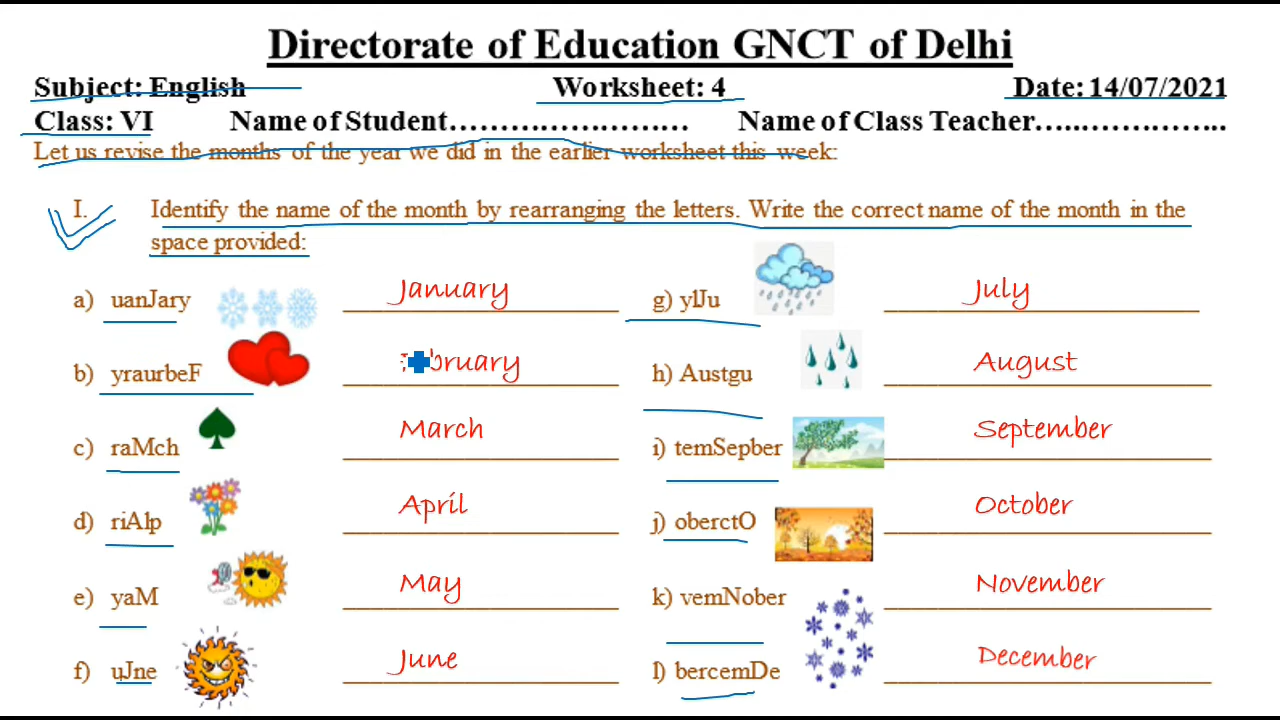 Directorate of Education GNCT of Delhi
Subject: English Worksheet: 4 Date: 14/07/2021
Class: VI Name of Student........................... Name of Class Teacher......................
Let us revise the months of the year we did in the earlier worksheet this week:
I. Identify the name of the month by rearranging the letters. Write the correct name of the month in the
space provided:
a) uanJary January
b) yraurbeF February
c) raMch March
d) riAlp April
e) yaM May
f) uJne June
g) ylJu July
h) Austgu August
i) temSepber September
j) oberctO October
k) vemNober November
l) bercemDe December